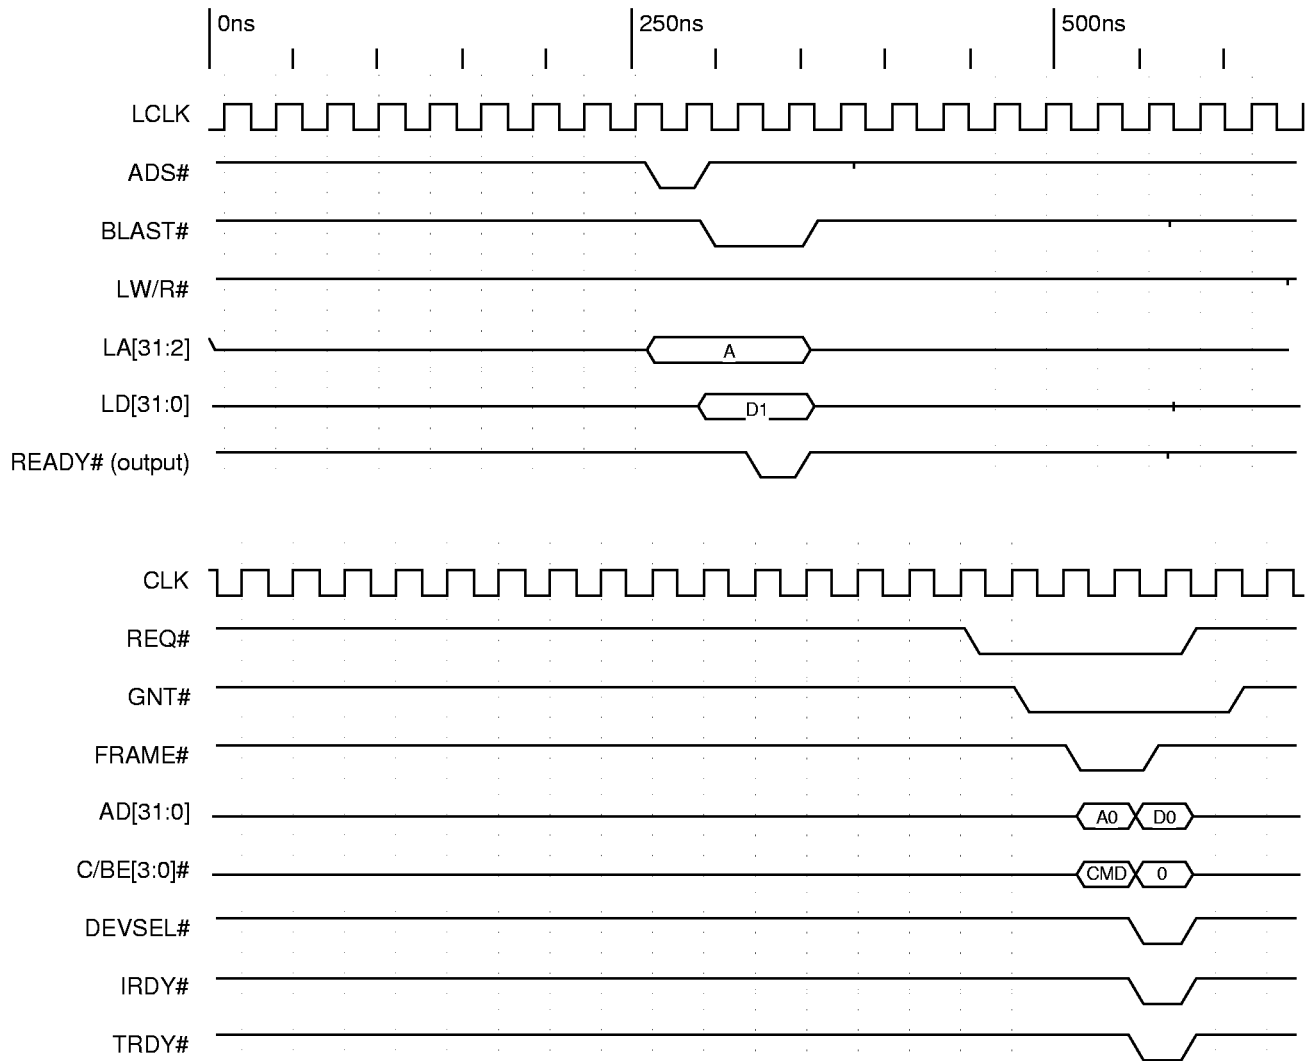 0ns 250ns 500ns
LCLK
ADS#
BLAST#
LW/R#
LA[31:2] A
LD[31:0] D1
READY# (output)
CLK
REQ#
GNT#
FRAME#
AD[31:0] A0 D0
C/BE[3:0]# CMD 0
DEVSEL#
IRDY#
TRDY#